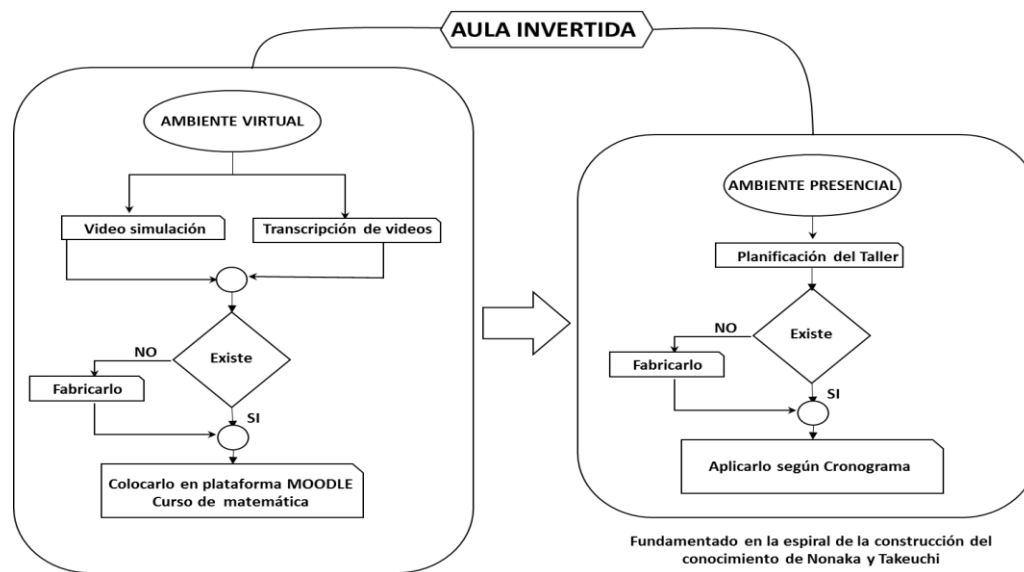 AULA INVERTIDA
AMBIENTE VIRTUAL
Video simulación
Transcripción de videos
Existe
NO
Fabricarlo
SI
Colocarlo en plataforma MOODLE
Curso de matemática
AMBIENTE PRESENCIAL
Planificación del Taller
NO
Existe
Fabricarlo
SI
Aplicarlo según Cronograma
Fundamentado en la espiral de la construcción del
conocimiento de Nonaka y Takeuchi